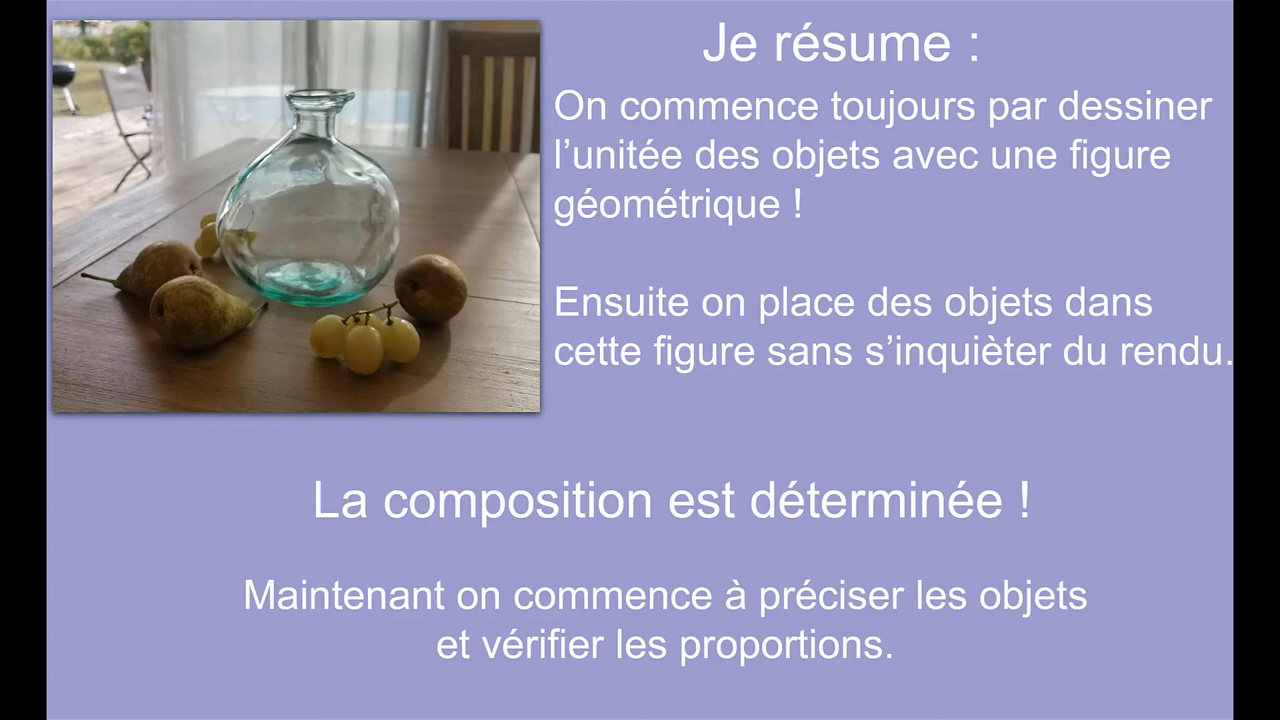 Je résume :
On commence toujours par dessiner
l’unitée des objets avec une figure
géométrique !
Ensuite on place des objets dans
cette figure sans s’inquièter du rendu.
La composition est déterminée !
Maintenant on commence à préciser les objets
et vérifier les proportions.